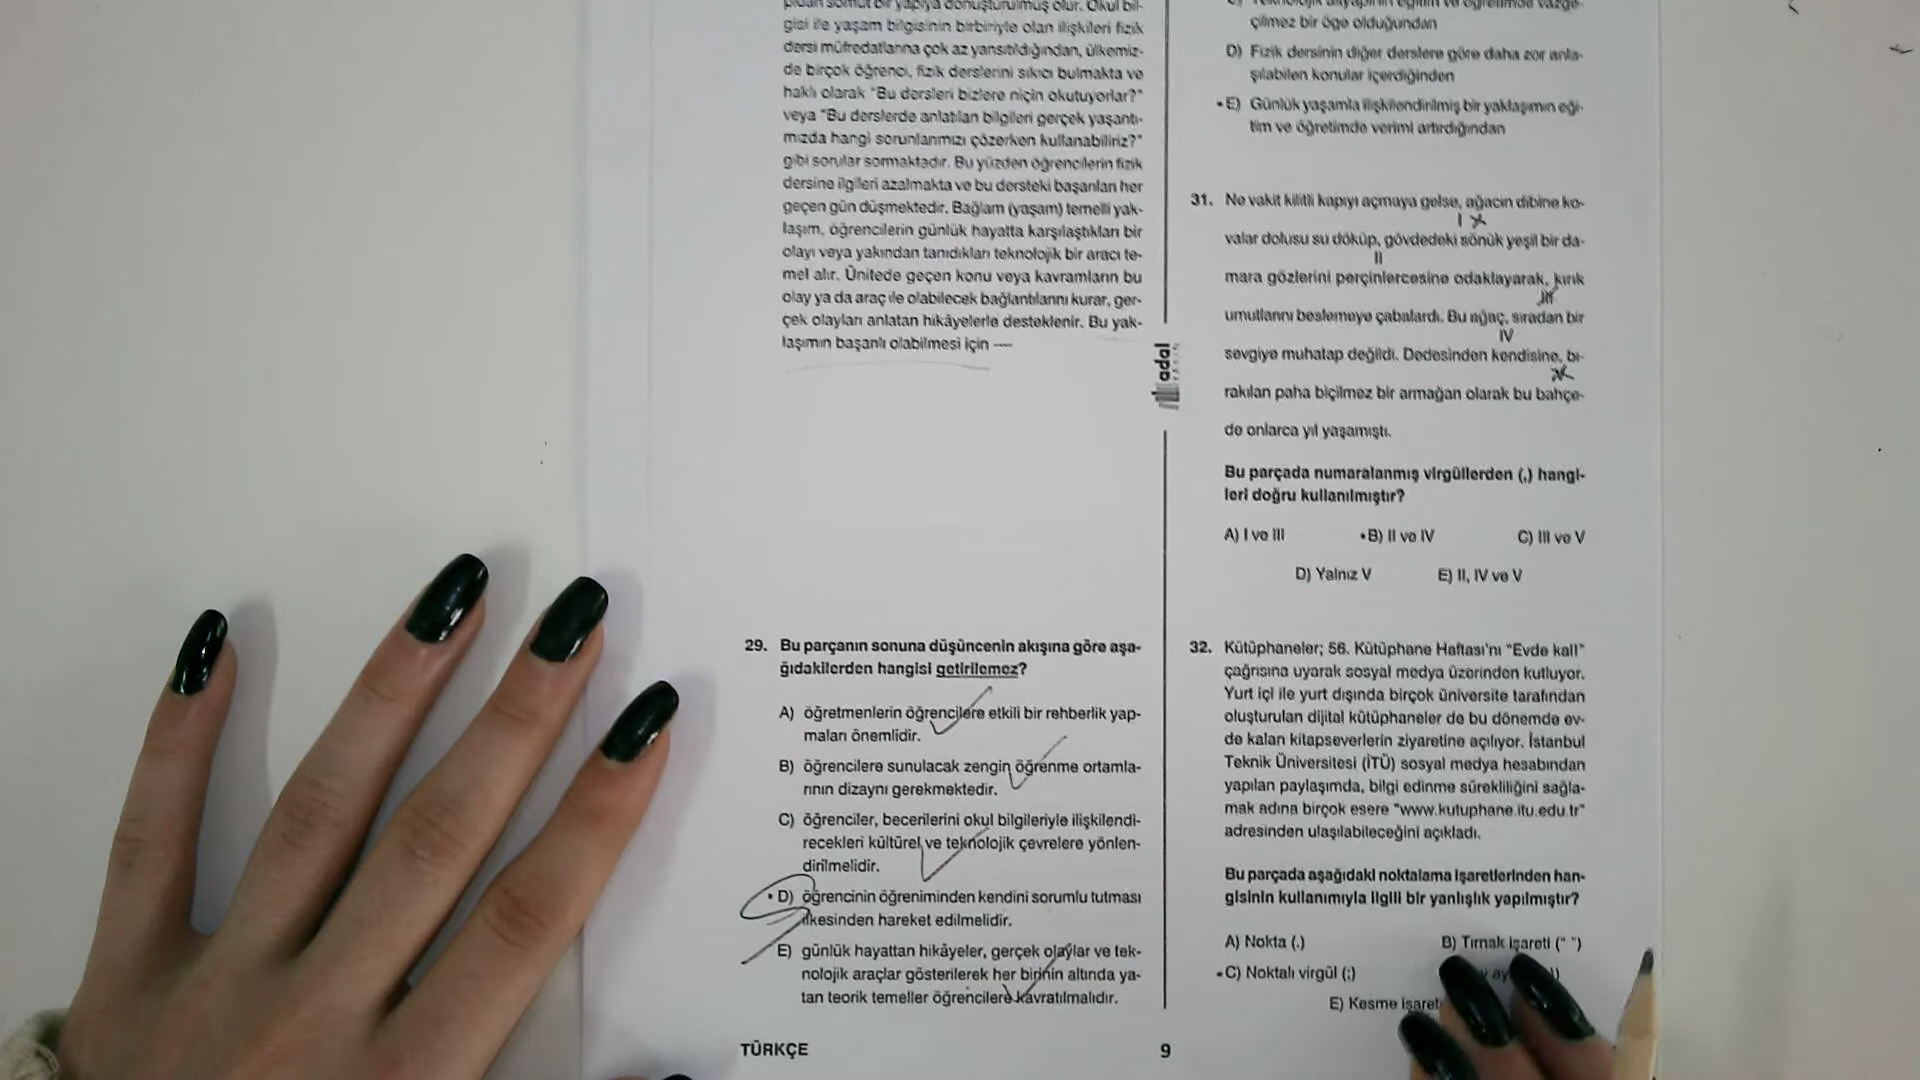 gisi ile yaşam bilgisinin birbiriyle olan ilişkileri fizik
dersi müfredatlarına çok az yansıtıldığından, ülkemiz-
de birçok öğrenci, fizik derslerini sıkıcı bulmakta ve
haklı olarak "Bu dersleri bizlere niçin okutuyorlar?"
veya "Bu derslerde anlatılan bilgileri gerçek yaşantı-
mızda hangi sorunlarımızı çözerken kullanabiliriz?"
gibi sorular sormaktadır. Bu yüzden öğrencilerin fizik
dersine ilgileri azalmakta ve bu dersteki başarıları her
geçen gün düşmektedir. Bağlam (yaşam) temelli yak-
laşım, öğrencilerin günlük hayatta karşılaştıkları bir
olayı veya yakından tanıdıkları teknolojik bir aracı te-
mel alır. Ünitede geçen konu veya kavramların bu
olay ya da araç ile olabilecek bağlantılarını kurar, ger-
çek olayları anlatan hikâyelerle desteklenir. Bu yak-
laşımın başarılı olabilmesi için ----
29. Bu parçanın sonuna düşüncenin akışına göre aşa-
ğıdakilerden hangisi getirilemez?
A) öğretmenlerin öğrencilere etkili bir rehberlik yap-
maları önemlidir.
B) öğrencilere sunulacak zengin öğrenme ortamla-
rının dizaynı gerekmektedir.
C) öğrenciler, becerilerini okul bilgileriyle ilişkilendi-
recekleri kültürel ve teknolojik çevrelere yönlen-
dirilmelidir.
• D) öğrencinin öğreniminden kendini sorumlu tutması
ilkesinden hareket edilmelidir.
E) günlük hayattan hikâyeler, gerçek olaylar ve tek-
nolojik araçlar gösterilerek her birinin altında ya-
tan teorik temeller öğrencilere kavratılmalıdır.
TÜRKÇE
9
adal
çilmez bir öge olduğundan
D) Fizik dersinin diğer derslere göre daha zor anla-
şılabilen konular içerdiğinden
• E) Günlük yaşamla ilişkilendirilmiş bir yaklaşımın eği-
tim ve öğretimde verimi artırdığından
31. Ne vakit kilitli kapıyı açmaya gelse, ağacın dibine ko-
I
valar dolusu su döküp, gövdedeki sönük yeşil bir da-
II
mara gözlerini perçinlercesine odaklayarak, kırık
III
umutlarını beslemeye çabalardı. Bu ağaç, sıradan bir
IV
sevgiye muhatap değildi. Dedesinden kendisine, bı-
rakılan paha biçilmez bir armağan olarak bu bahçe-
de onlarca yıl yaşamıştı.
Bu parçada numaralanmış virgüllerden (,) hangi-
leri doğru kullanılmıştır?
A) I ve III • B) II ve IV C) III ve V
D) Yalnız V E) II, IV ve V
32. Kütüphaneler; 56. Kütüphane Haftası'nı "Evde kal!"
çağrısına uyarak sosyal medya üzerinden kutluyor.
Yurt içi ile yurt dışında birçok üniversite tarafından
oluşturulan dijital kütüphaneler de bu dönemde ev-
de kalan kitapseverlerin ziyaretine açılıyor. İstanbul
Teknik Üniversitesi (İTÜ) sosyal medya hesabından
yapılan paylaşımda, bilgi edinme sürekliliğini sağla-
mak adına birçok esere "www.kutuphane.itu.edu.tr"
adresinden ulaşılabileceğini açıkladı.
Bu parçada aşağıdaki noktalama işaretlerinden han-
gisinin kullanımıyla ilgili bir yanlışlık yapılmıştır?
A) Nokta (.) B) Tırnak işareti (" ")
• C) Noktalı virgül (;)
E) Kesme işaret